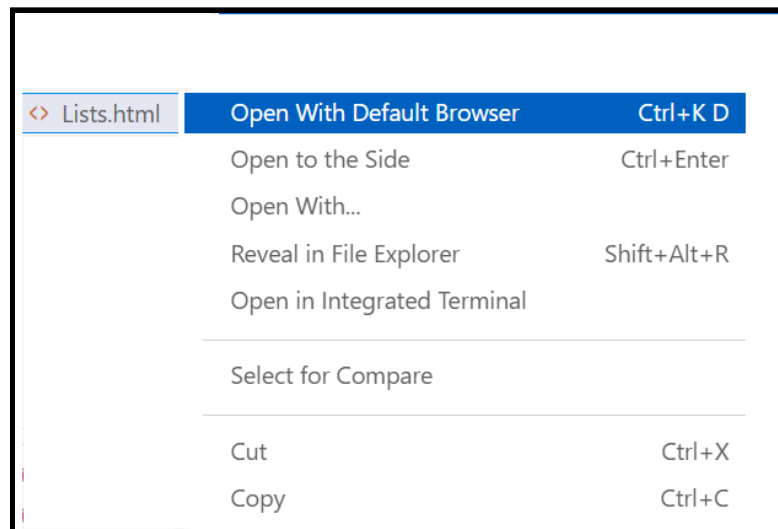 <> Lists.html
Open With Default Browser Ctrl+K D
Open to the Side Ctrl+Enter
Open With...
Reveal in File Explorer Shift+Alt+R
Open in Integrated Terminal
Select for Compare
Cut Ctrl+X
Copy Ctrl+C